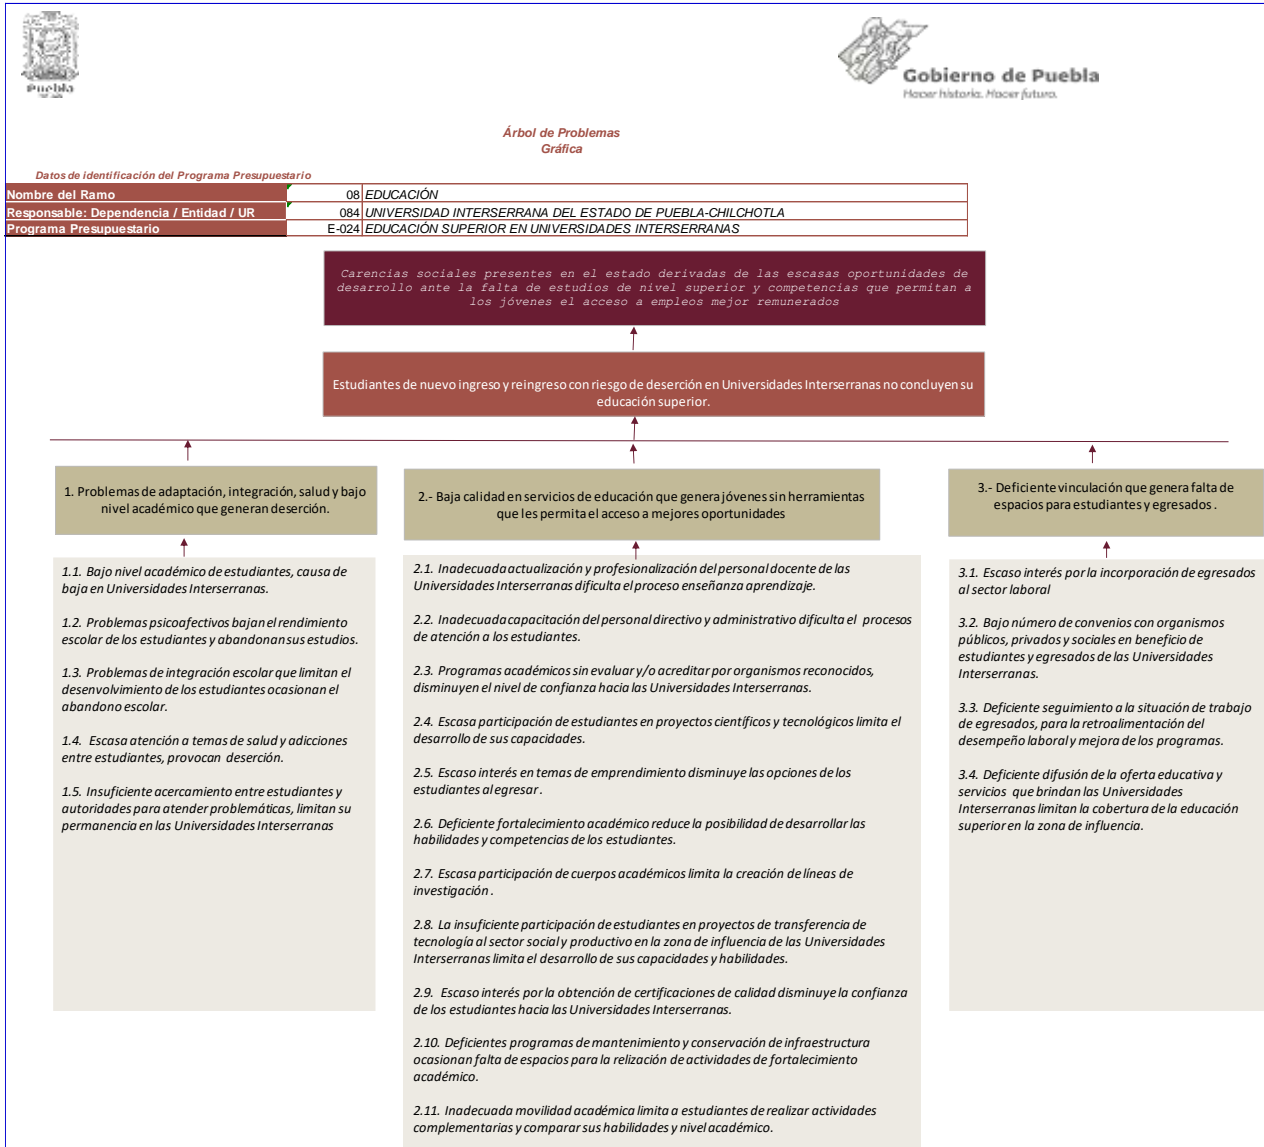 Puebla
Gobierno de Puebla
Hacer historia. Hacer futuro.
Árbol de Problemas
Gráfica
Datos de identificación del Programa Presupuestario
Nombre del Ramo 08 EDUCACIÓN
Responsable: Dependencia / Entidad / UR 084 UNIVERSIDAD INTERSERRANA DEL ESTADO DE PUEBLA-CHILCHOTLA
Programa Presupuestario E-024 EDUCACIÓN SUPERIOR EN UNIVERSIDADES INTERSERRANAS
Carencias sociales presentes en el estado derivadas de las escasas oportunidades de
desarrollo ante la falta de estudios de nivel superior y competencias que permitan a
los jóvenes el acceso a empleos mejor remunerados
Estudiantes de nuevo ingreso y reingreso con riesgo de deserción en Universidades Interserranas no concluyen su
educación superior.
1. Problemas de adaptación, integración, salud y bajo
nivel académico que generan deserción.
1.1. Bajo nivel académico de estudiantes, causa de
baja en Universidades Interserranas.
1.2. Problemas psicoafectivos bajan el rendimiento
escolar de los estudiantes y abandonan sus estudios.
1.3. Problemas de integración escolar que limitan el
desenvolvimiento de los estudiantes ocasionan el
abandono escolar.
1.4. Escasa atención a temas de salud y adicciones
entre estudiantes, provocan deserción.
1.5. Insuficiente acercamiento entre estudiantes y
autoridades para atender problemáticas, limitan su
permanencia en las Universidades Interserranas
2.- Baja calidad en servicios de educación que genera jóvenes sin herramientas
que les permita el acceso a mejores oportunidades
2.1. Inadecuada actualización y profesionalización del personal docente de las
Universidades Interserranas dificulta el proceso enseñanza aprendizaje.
2.2. Inadecuada capacitación del personal directivo y administrativo dificulta el procesos
de atención a los estudiantes.
2.3. Programas académicos sin evaluar y/o acreditar por organismos reconocidos,
disminuyen el nivel de confianza hacia las Universidades Interserranas.
2.4. Escasa participación de estudiantes en proyectos científicos y tecnológicos limita el
desarrollo de sus capacidades.
2.5. Escaso interés en temas de emprendimiento disminuye las opciones de los
estudiantes al egresar .
2.6. Deficiente fortalecimiento académico reduce la posibilidad de desarrollar las
habilidades y competencias de los estudiantes.
2.7. Escasa participación de cuerpos académicos limita la creación de líneas de
investigación .
2.8. La insuficiente participación de estudiantes en proyectos de transferencia de
tecnología al sector social y productivo en la zona de influencia de las Universidades
Interserranas limita el desarrollo de sus capacidades y habilidades.
2.9. Escaso interés por la obtención de certificaciones de calidad disminuye la confianza
de los estudiantes hacia las Universidades Interserranas.
2.10. Deficientes programas de mantenimiento y conservación de infraestructura
ocasionan falta de espacios para la relización de actividades de fortalecimiento
académico.
2.11. Inadecuada movilidad académica limita a estudiantes de realizar actividades
complementarias y comparar sus habilidades y nivel académico.
3.- Deficiente vinculación que genera falta de
espacios para estudiantes y egresados .
3.1. Escaso interés por la incorporación de egresados
al sector laboral
3.2. Bajo número de convenios con organismos
públicos, privados y sociales en beneficio de
estudiantes y egresados de las Universidades
Interserranas.
3.3. Deficiente seguimiento a la situación de trabajo
de egresados, para la retroalimentación del
desempeño laboral y mejora de los programas.
3.4. Deficiente difusión de la oferta educativa y
servicios que brindan las Universidades
Interserranas limitan la cobertura de la educación
superior en la zona de influencia.